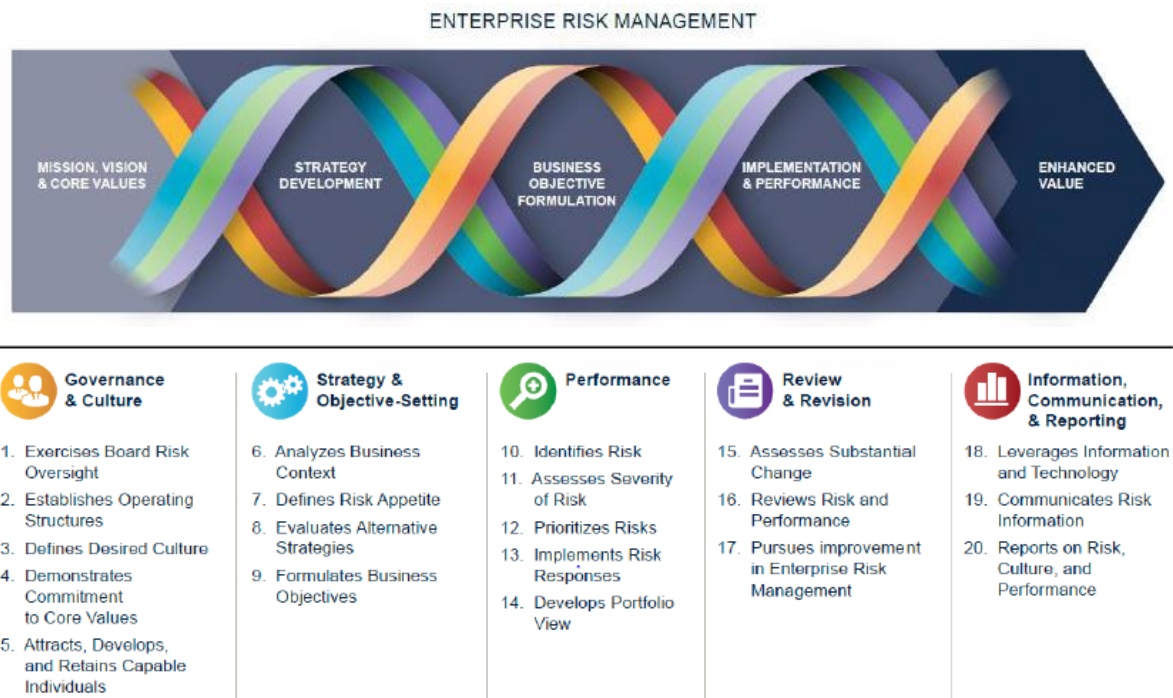 ENTERPRISE RISK MANAGEMENT
MISSION, VISION
& CORE VALUES
STRATEGY
DEVELOPMENT
BUSINESS
OBJECTIVE
FORMULATION
IMPLEMENTATION
& PERFORMANCE
ENHANCED
VALUE
Governance
& Culture
1. Exercises Board Risk
Oversight
2. Establishes Operating
Structures
3. Defines Desired Culture
4. Demonstrates
Commitment
to Core Values
5. Attracts, Develops,
and Retains Capable
Individuals
Strategy &
Objective-Setting
6. Analyzes Business
Context
7. Defines Risk Appetite
8. Evaluates Alternative
Strategies
9. Formulates Business
Objectives
Performance
10. Identifies Risk
11. Assesses Severity
of Risk
12. Prioritizes Risks
13. Implements Risk
Responses
14. Develops Portfolio
View
Review
& Revision
15. Assesses Substantial
Change
16. Reviews Risk and
Performance
17. Pursues improvement
in Enterprise Risk
Management
Information,
Communication,
& Reporting
18. Leverages Information
and Technology
19. Communicates Risk
Information
20. Reports on Risk,
Culture, and
Performance